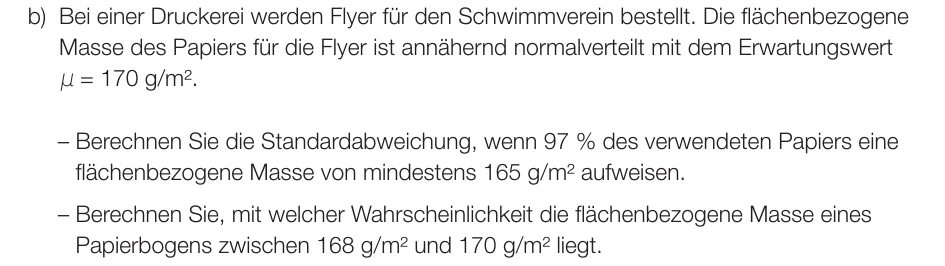 b) Bei einer Druckerei werden Flyer für den Schwimmverein bestellt. Die flächenbezogene
Masse des Papiers für die Flyer ist annähernd normalverteilt mit dem Erwartungswert
μ = 170 g/m².
– Berechnen Sie die Standardabweichung, wenn 97 % des verwendeten Papiers eine
flächenbezogene Masse von mindestens 165 g/m² aufweisen.
– Berechnen Sie, mit welcher Wahrscheinlichkeit die flächenbezogene Masse eines
Papierbogens zwischen 168 g/m² und 170 g/m² liegt.